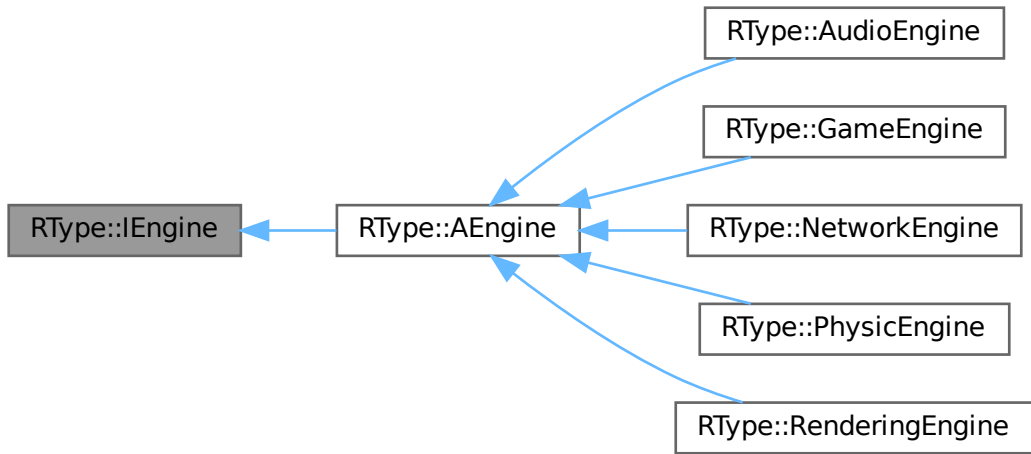 RType::AudioEngine
RType::GameEngine
RType::IEngine
RType::AEngine
RType::NetworkEngine
RType::PhysicEngine
RType::RenderingEngine